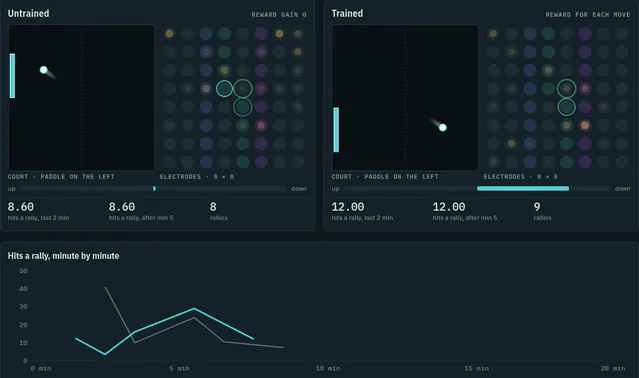 Untrained
REWARD GAIN 0
COURT · PADDLE ON THE LEFT
ELECTRODES · 8 × 8
up
down
8.60
8.60
8
hits a rally, last 2 min
hits a rally, after min 5
rallies
Trained
REWARD FOR EACH MOVE
COURT · PADDLE ON THE LEFT
ELECTRODES · 8 × 8
up
down
12.00
12.00
9
hits a rally, last 2 min
hits a rally, after min 5
rallies
Hits a rally, minute by minute
50
40
30
20
10
0
0 min
5 min
10 min
15 min
20 min